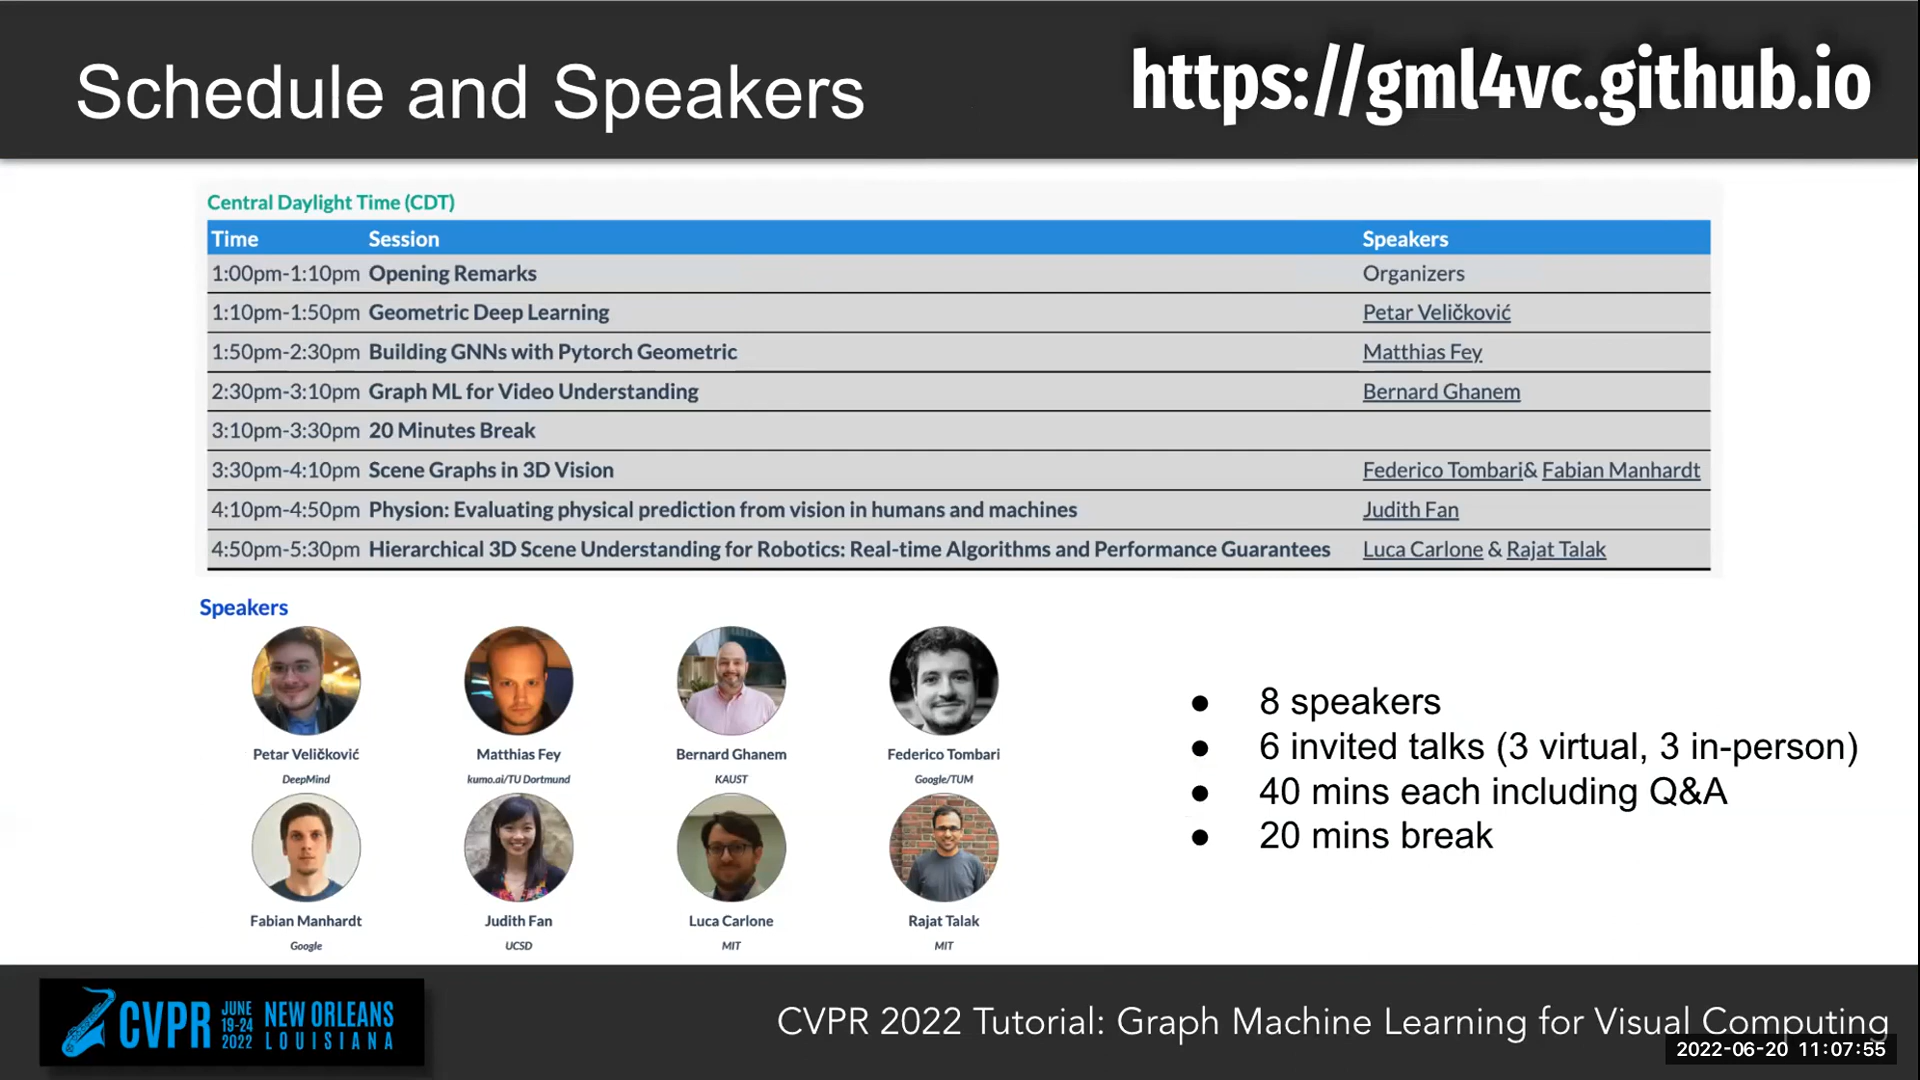 Schedule and Speakers
https://gml4vc.github.io
Central Daylight Time (CDT)
Time Session Speakers
1:00pm-1:10pm Opening Remarks Organizers
1:10pm-1:50pm Geometric Deep Learning Petar Veličković
1:50pm-2:30pm Building GNNs with Pytorch Geometric Matthias Fey
2:30pm-3:10pm Graph ML for Video Understanding Bernard Ghanem
3:10pm-3:30pm 20 Minutes Break
3:30pm-4:10pm Scene Graphs in 3D Vision Federico Tombari& Fabian Manhardt
4:10pm-4:50pm Physion: Evaluating physical prediction from vision in humans and machines Judith Fan
4:50pm-5:30pm Hierarchical 3D Scene Understanding for Robotics: Real-time Algorithms and Performance Guarantees Luca Carlone & Rajat Talak
Speakers
Petar Veličković Matthias Fey Bernard Ghanem Federico Tombari
DeepMind kumo.ai/TU Dortmund KAUST Google/TUM
Fabian Manhardt Judith Fan Luca Carlone Rajat Talak
Google UCSD MIT MIT
● 8 speakers
● 6 invited talks (3 virtual, 3 in-person)
● 40 mins each including Q&A
● 20 mins break
CVPR
JUNE
19-24
2022
NEW ORLEANS
LOUISIANA
CVPR 2022 Tutorial: Graph Machine Learning for Visual Computing
2022-06-20 11:07:55